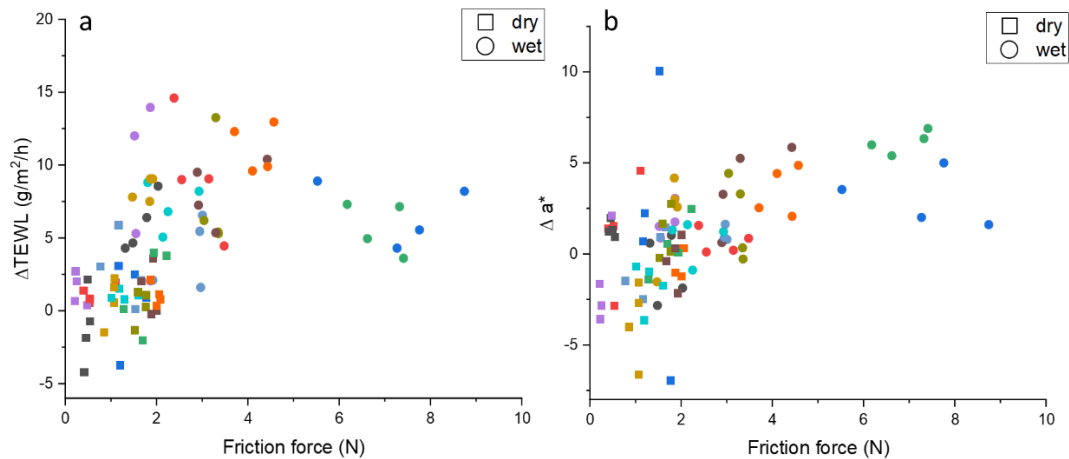 a
dry
wet
20
15
10
5
0
-5
ΔTEWL (g/m²/h)
0 2 4 6 8 10
Friction force (N)
b
dry
wet
10
5
0
-5
Δ a*
0 2 4 6 8 10
Friction force (N)